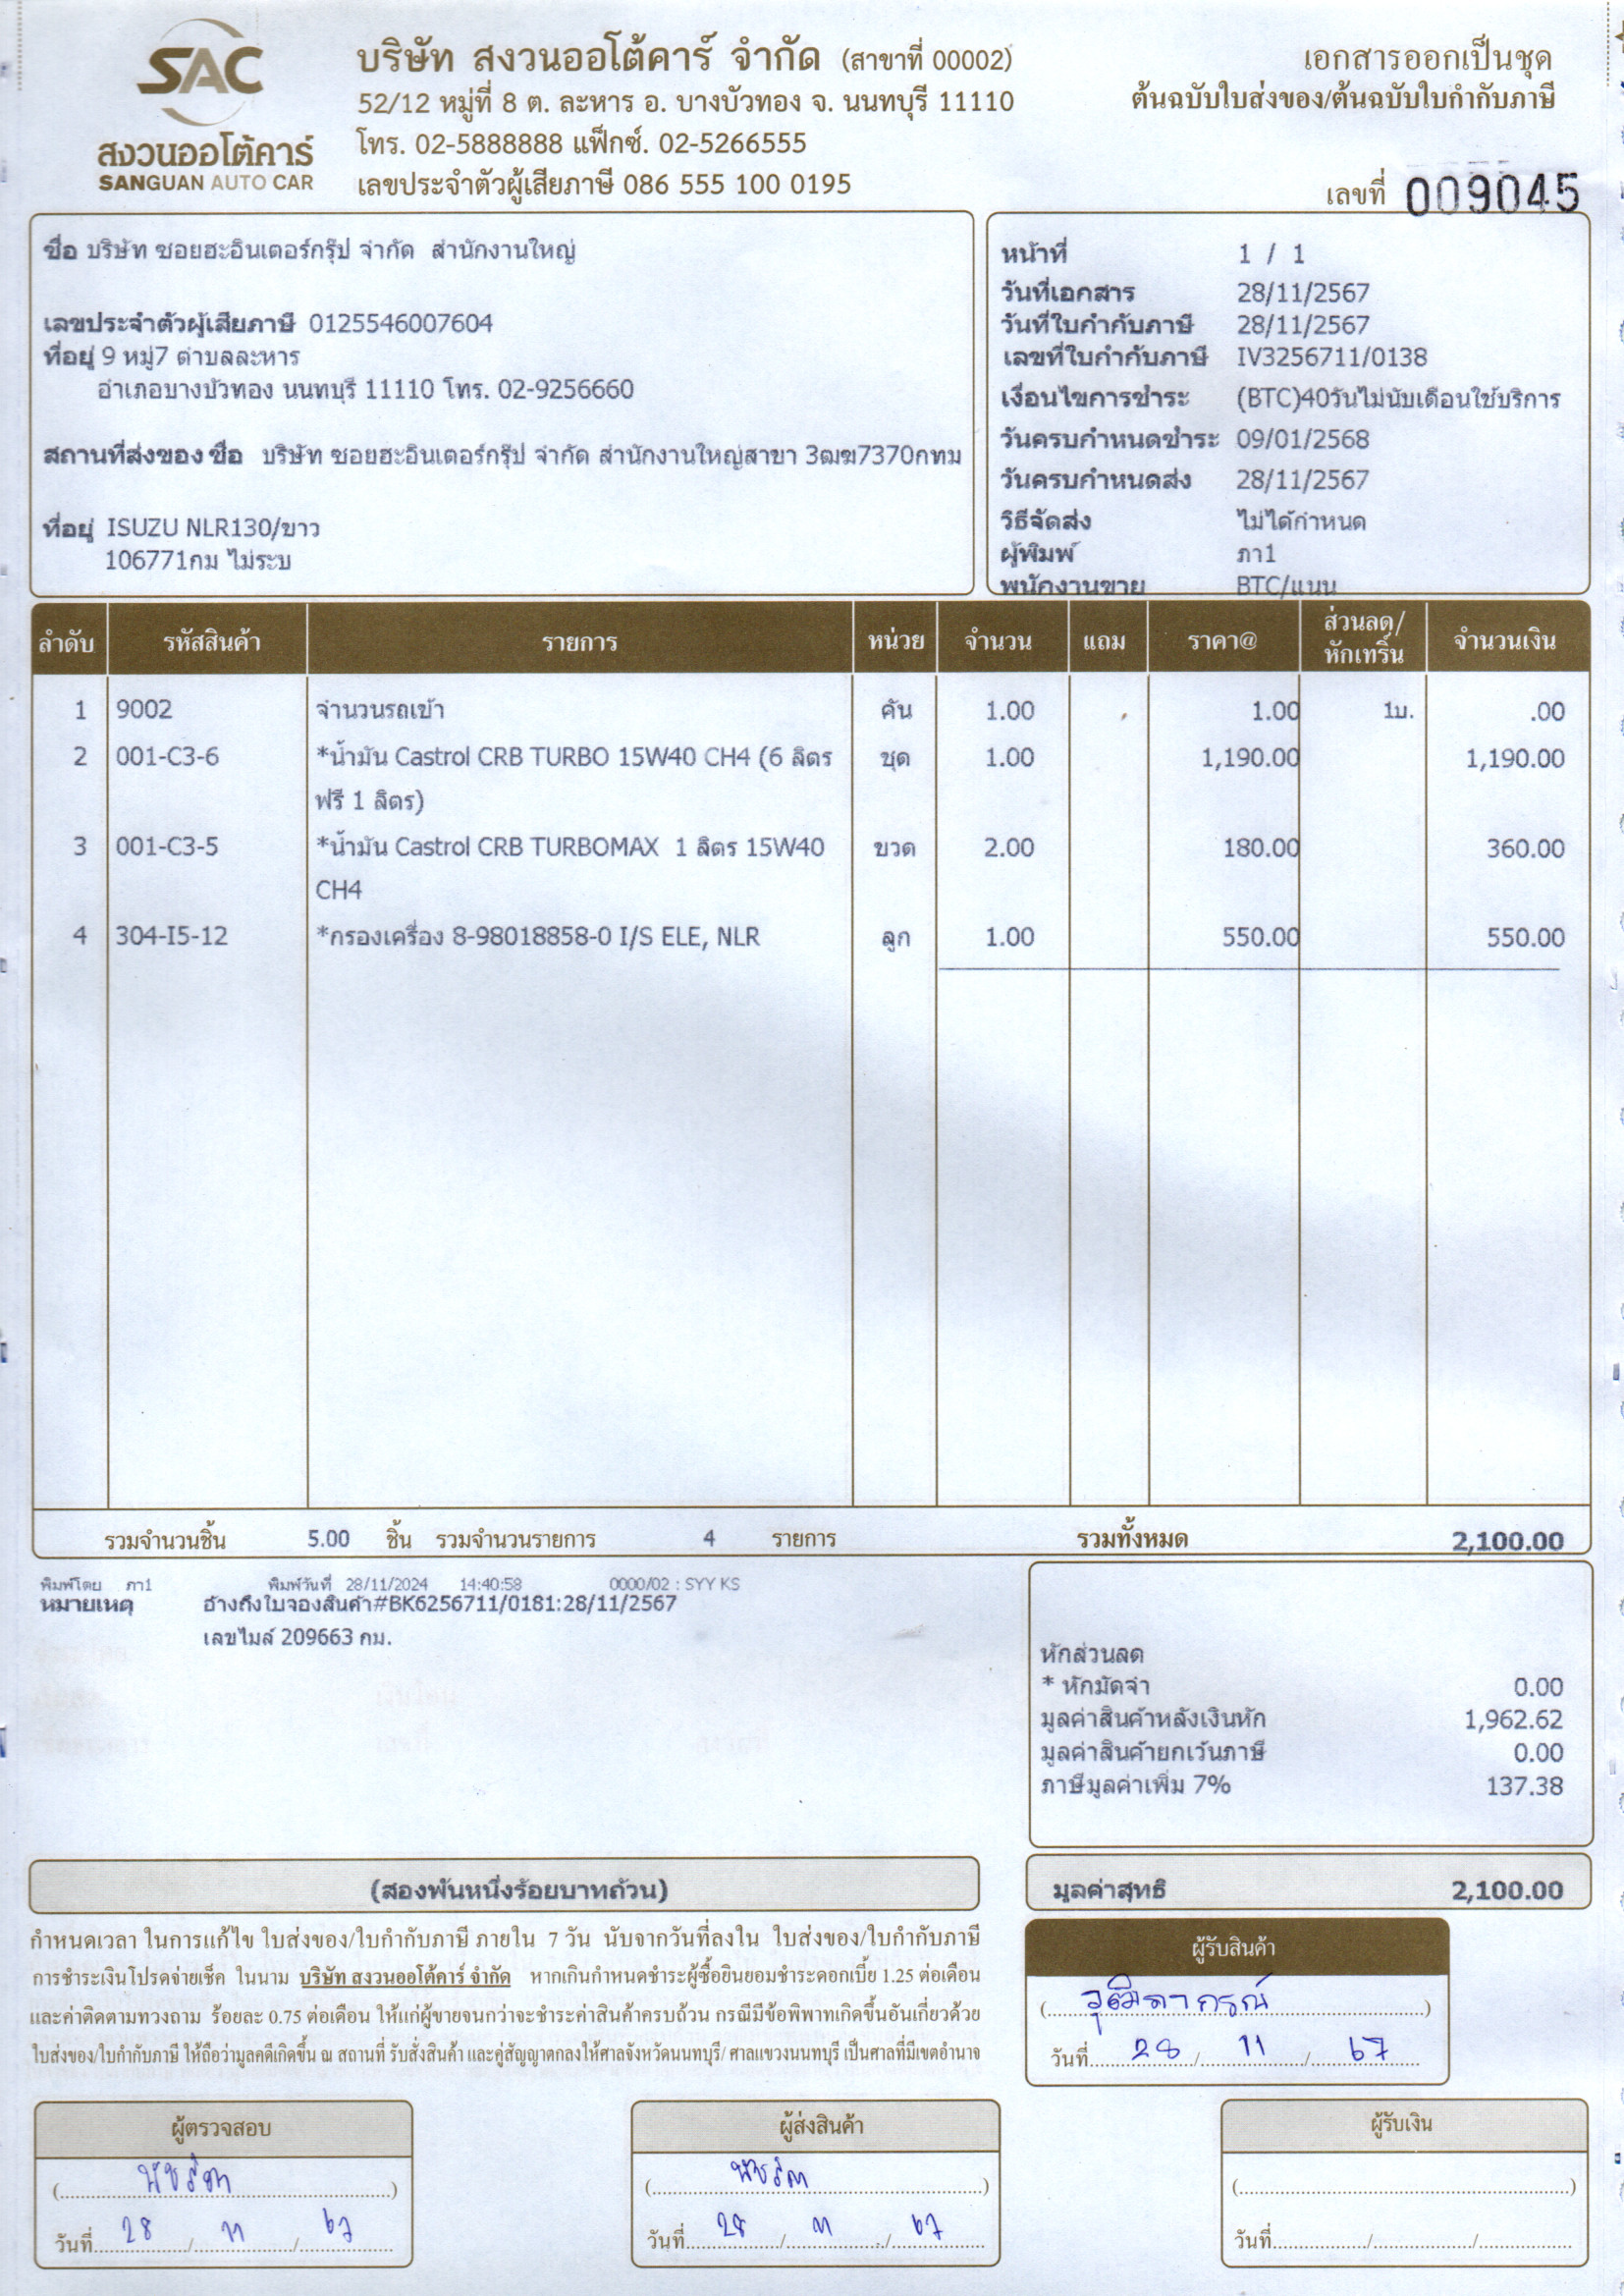 SAC
สงวนออโต้คาร์
SANGUAN AUTO CAR
บริษัท สงวนออโต้คาร์ จำกัด (สาขาที่ 00002)
52/12 หมู่ที่ 8 ต. ละหาร อ. บางบัวทอง จ. นนทบุรี 11110
โทร. 02-5888888 แฟ็กซ์. 02-5266555
เลขประจำตัวผู้เสียภาษี 086 555 100 0195
เอกสารออกเป็นชุด
ต้นฉบับใบส่งของ/ต้นฉบับใบกำกับภาษี
เลขที่ 009045
ชื่อ บริษัท ซอยฮะอินเตอร์กรุ๊ป จำกัด สำนักงานใหญ่
เลขประจำตัวผู้เสียภาษี 0125546007604
ที่อยู่ 9 หมู่7 ตำบลละหาร
อำเภอบางบัวทอง นนทบุรี 11110 โทร. 02-9256660
สถานที่ส่งของ ชื่อ บริษัท ซอยฮะอินเตอร์กรุ๊ป จำกัด สำนักงานใหญ่สาขา 3ฒฆ7370กทม
ที่อยู่ ISUZU NLR130/ขาว
106771กม ไม่ระบ
หน้าที่ 1 / 1
วันที่เอกสาร 28/11/2567
วันที่ใบกำกับภาษี 28/11/2567
เลขที่ใบกำกับภาษี IV3256711/0138
เงื่อนไขการชำระ (BTC)40วันไม่นับเดือนใช้บริการ
วันครบกำหนดชำระ 09/01/2568
วันครบกำหนดส่ง 28/11/2567
วิธีจัดส่ง ไม่ได้กำหนด
ผู้พิมพ์ ภา1
พนักงานขาย BTC/แนน
ลำดับ รหัสสินค้า รายการ หน่วย จำนวน แถม ราคา@ ส่วนลด/หักเทริ์น จำนวนเงิน
1 9002 จำนวนรถเข้า คัน 1.00 1.00 1บ. .00
2 001-C3-6 *น้ำมัน Castrol CRB TURBO 15W40 CH4 (6 ลิตร ชุด 1.00 1,190.00 1,190.00
ฟรี 1 ลิตร)
3 001-C3-5 *น้ำมัน Castrol CRB TURBOMAX 1 ลิตร 15W40 ขวด 2.00 180.00 360.00
CH4
4 304-I5-12 *กรองเครื่อง 8-98018858-0 I/S ELE, NLR ลูก 1.00 550.00 550.00
รวมจำนวนชิ้น 5.00 ชิ้น รวมจำนวนรายการ 4 รายการ รวมทั้งหมด 2,100.00
พิมพ์โดย ภา1 พิมพ์วันที่ 28/11/2024 14:40:58 0000/02 : SYY KS
หมายเหตุ อ้างถึงใบจองสินค้า#BK6256711/0181:28/11/2567
เลขไมล์ 209663 กม.
หักส่วนลด
* หักมัดจำ 0.00
มูลค่าสินค้าหลังเงินหัก 1,962.62
มูลค่าสินค้ายกเว้นภาษี 0.00
ภาษีมูลค่าเพิ่ม 7% 137.38
(สองพันหนึ่งร้อยบาทถ้วน)
มูลค่าสุทธิ 2,100.00
กำหนดเวลา ในการแก้ไข ใบส่งของ/ใบกำกับภาษี ภายใน 7 วัน นับจากวันที่ลงใน ใบส่งของ/ใบกำกับภาษี
การชำระเงินโปรดจ่ายเช็ค ในนาม บริษัท สงวนออโต้คาร์ จำกัด หากเกินกำหนดชำระผู้ซื้อยินยอมชำระดอกเบี้ย 1.25 ต่อเดือน
และค่าติดตามทวงถาม ร้อยละ 0.75 ต่อเดือน ให้แก่ผู้ขายจนกว่าจะชำระค่าสินค้าครบถ้วน กรณีมีข้อพิพาทเกิดขึ้นอันเกี่ยวด้วย
ใบส่งของ/ใบกำกับภาษี ให้ถือว่ามูลคดีเกิดขึ้น ณ สถานที่ รับสั่งสินค้า และคู่สัญญาตกลงให้ศาลจังหวัดนนทบุรี/ ศาลแขวงนนทบุรี เป็นศาลที่มีเขตอำนาจ
ผู้รับสินค้า
วันที่ 28 / 11 / 67
ผู้ตรวจสอบ
(พัชรีดา)
วันที่ 28 / 11 / 67
ผู้ส่งสินค้า
(พัชรีดา)
วันที่ 28 / 11 / 67
ผู้รับเงิน
( )
วันที่ / /